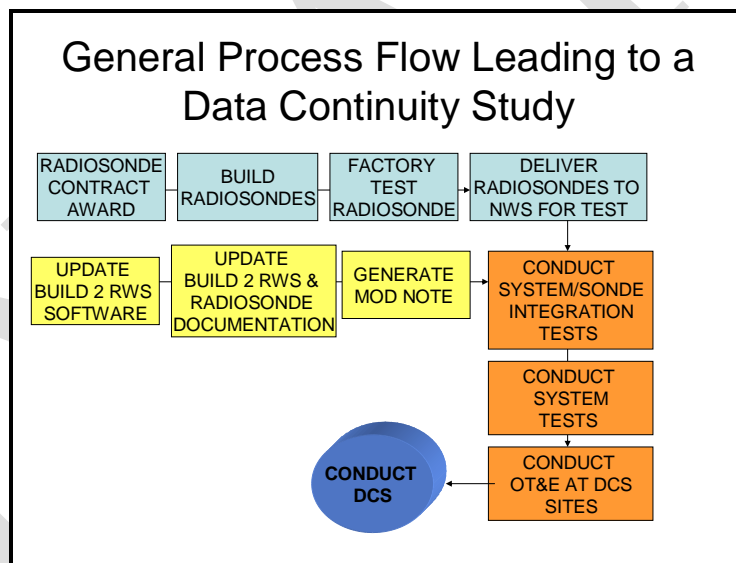 General Process Flow Leading to a
Data Continuity Study
RADIOSONDE
CONTRACT
AWARD
BUILD
RADIOSONDES
FACTORY
TEST
RADIOSONDE
DELIVER
RADIOSONDES TO
NWS FOR TEST
UPDATE
BUILD 2 RWS
SOFTWARE
UPDATE
BUILD 2 RWS &
RADIOSONDE
DOCUMENTATION
GENERATE
MOD NOTE
CONDUCT
SYSTEM/SONDE
INTEGRATION
TESTS
CONDUCT
SYSTEM
TESTS
CONDUCT
OT&E AT DCS
SITES
CONDUCT
DCS